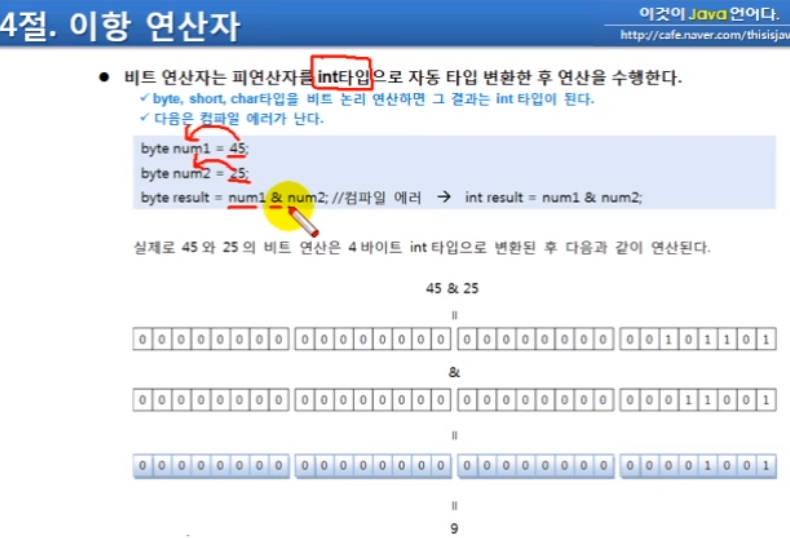 4절. 이항 연산자
이것이 Java 언어다.
http://cafe.naver.com/thisisjav
● 비트 연산자는 피연산자를 int타입으로 자동 타입 변환한 후 연산을 수행한다.
✓ byte, short, char타입을 비트 논리 연산하면 그 결과는 int 타입이 된다.
✓ 다음은 컴파일 에러가 난다.
byte num1 = 45;
byte num2 = 25;
byte result = num1 & num2; //컴파일 에러 → int result = num1 & num2;
실제로 45 와 25 의 비트 연산은 4 바이트 int 타입으로 변환된 후 다음과 같이 연산된다.
45 & 25
=
0 0 0 0 0 0 0 0 0 0 0 0 0 0 0 0 0 0 0 0 0 0 0 0 0 0 1 0 1 1 0 1
&
0 0 0 0 0 0 0 0 0 0 0 0 0 0 0 0 0 0 0 0 0 0 0 0 0 0 0 1 1 0 0 1
=
0 0 0 0 0 0 0 0 0 0 0 0 0 0 0 0 0 0 0 0 0 0 0 0 0 0 0 0 1 0 0 1
=
9